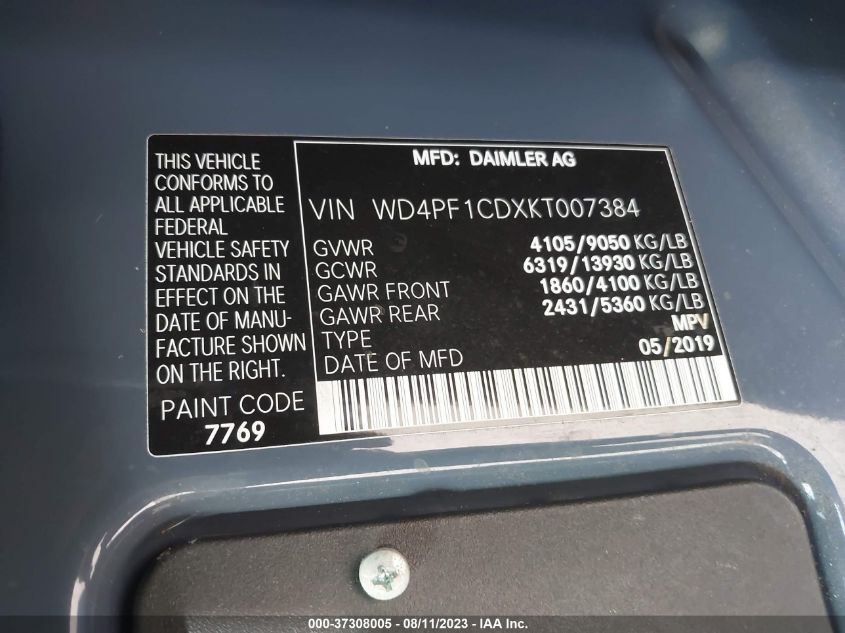 THIS VEHICLE
CONFORMS TO
ALL APPLICABLE
FEDERAL
VEHICLE SAFETY
STANDARDS IN
EFFECT ON THE
DATE OF MANU-
FACTURE SHOWN
ON THE RIGHT.
PAINT CODE
7769
MFD: DAIMLER AG
VIN WD4PF1CDXKT007384
GVWR 4105/9050 KG/LB
GCWR 6319/13930 KG/LB
GAWR FRONT 1860/4100 KG/LB
GAWR REAR 2431/5360 KG/LB
TYPE MPV
DATE OF MFD 05/2019
000-37308005 - 08/11/2023 - IAA Inc.